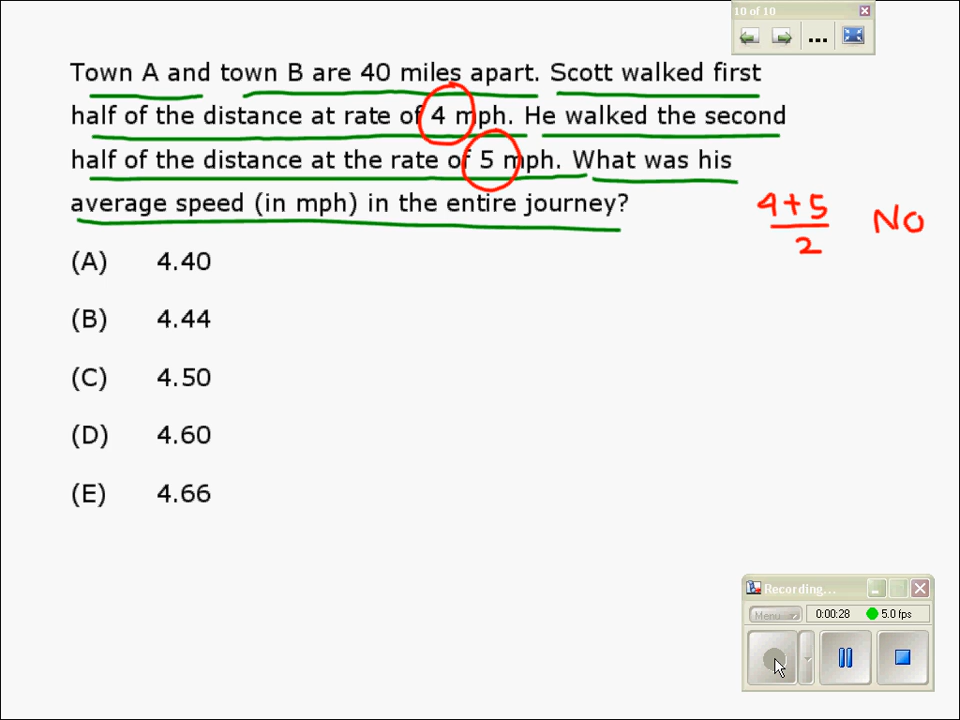 10 of 10
...
Town A and town B are 40 miles apart. Scott walked first
half of the distance at rate of 4 mph. He walked the second
half of the distance at the rate of 5 mph. What was his
average speed (in mph) in the entire journey?
4+5
2
NO
(A) 4.40
(B) 4.44
(C) 4.50
(D) 4.60
(E) 4.66
Recording...
Menu 0:00:28 5.0 fps